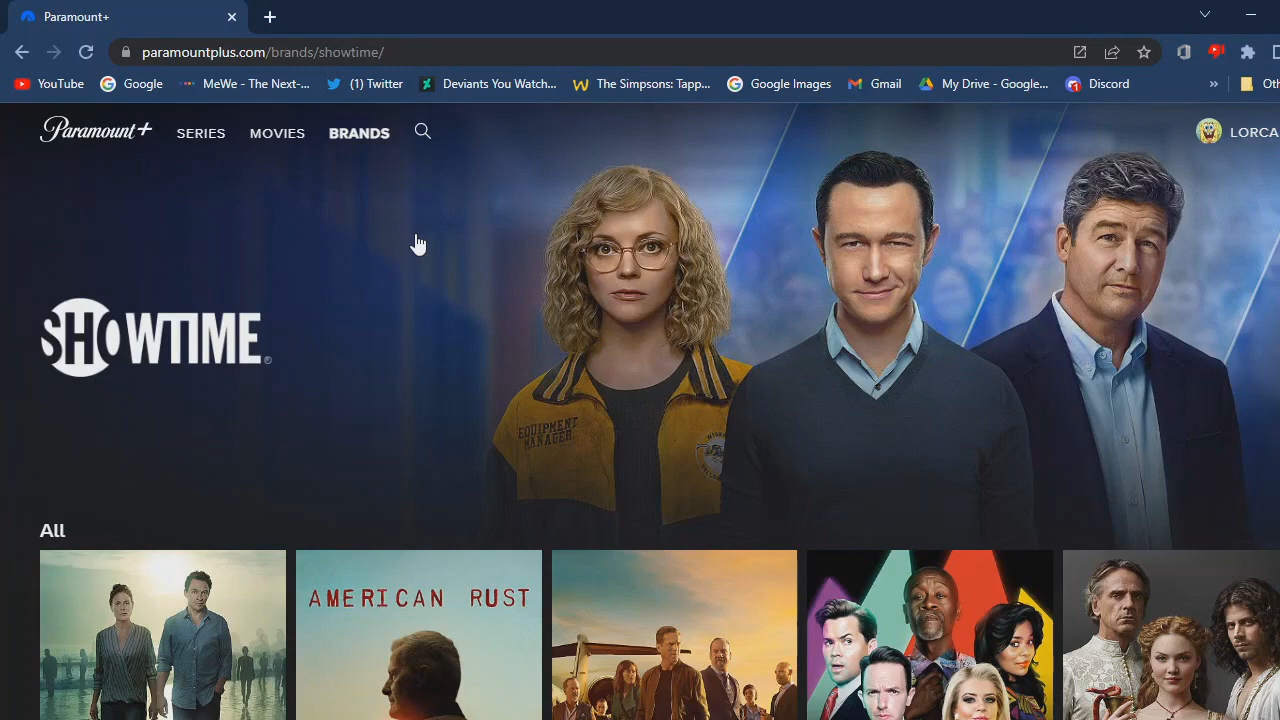 Paramount+
paramountplus.com/brands/showtime/
YouTube
Google
MeWe - The Next-...
(1) Twitter
Deviants You Watch...
The Simpsons: Tapp...
Google Images
Gmail
My Drive - Google...
Discord
»
Oth
Paramount+
SERIES
MOVIES
BRANDS
LORCA
SHOWTIME®
EQUIPMENT
MANAGER
All
AMERICAN RUST